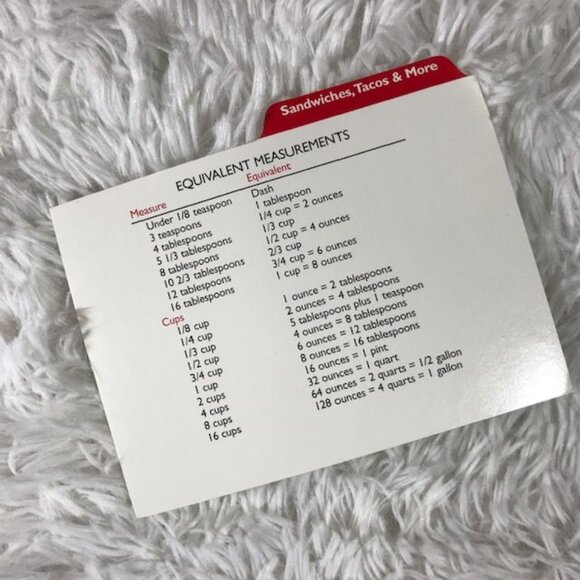 Sandwiches, Tacos & More
EQUIVALENT MEASUREMENTS
Measure Equivalent
Under 1/8 teaspoon Dash
3 teaspoons 1 tablespoon
4 tablespoons 1/4 cup = 2 ounces
5 1/3 tablespoons 1/3 cup
8 tablespoons 1/2 cup = 4 ounces
10 2/3 tablespoons 2/3 cup
12 tablespoons 3/4 cup = 6 ounces
16 tablespoons 1 cup = 8 ounces
Cups
1/8 cup 1 ounce = 2 tablespoons
1/4 cup 2 ounces = 4 tablespoons
1/3 cup 5 tablespoons plus 1 teaspoon
1/2 cup 4 ounces = 8 tablespoons
3/4 cup 6 ounces = 12 tablespoons
1 cup 8 ounces = 16 tablespoons
2 cups 16 ounces = 1 pint
4 cups 32 ounces = 1 quart
8 cups 64 ounces = 2 quarts = 1/2 gallon
16 cups 128 ounces = 4 quarts = 1 gallon